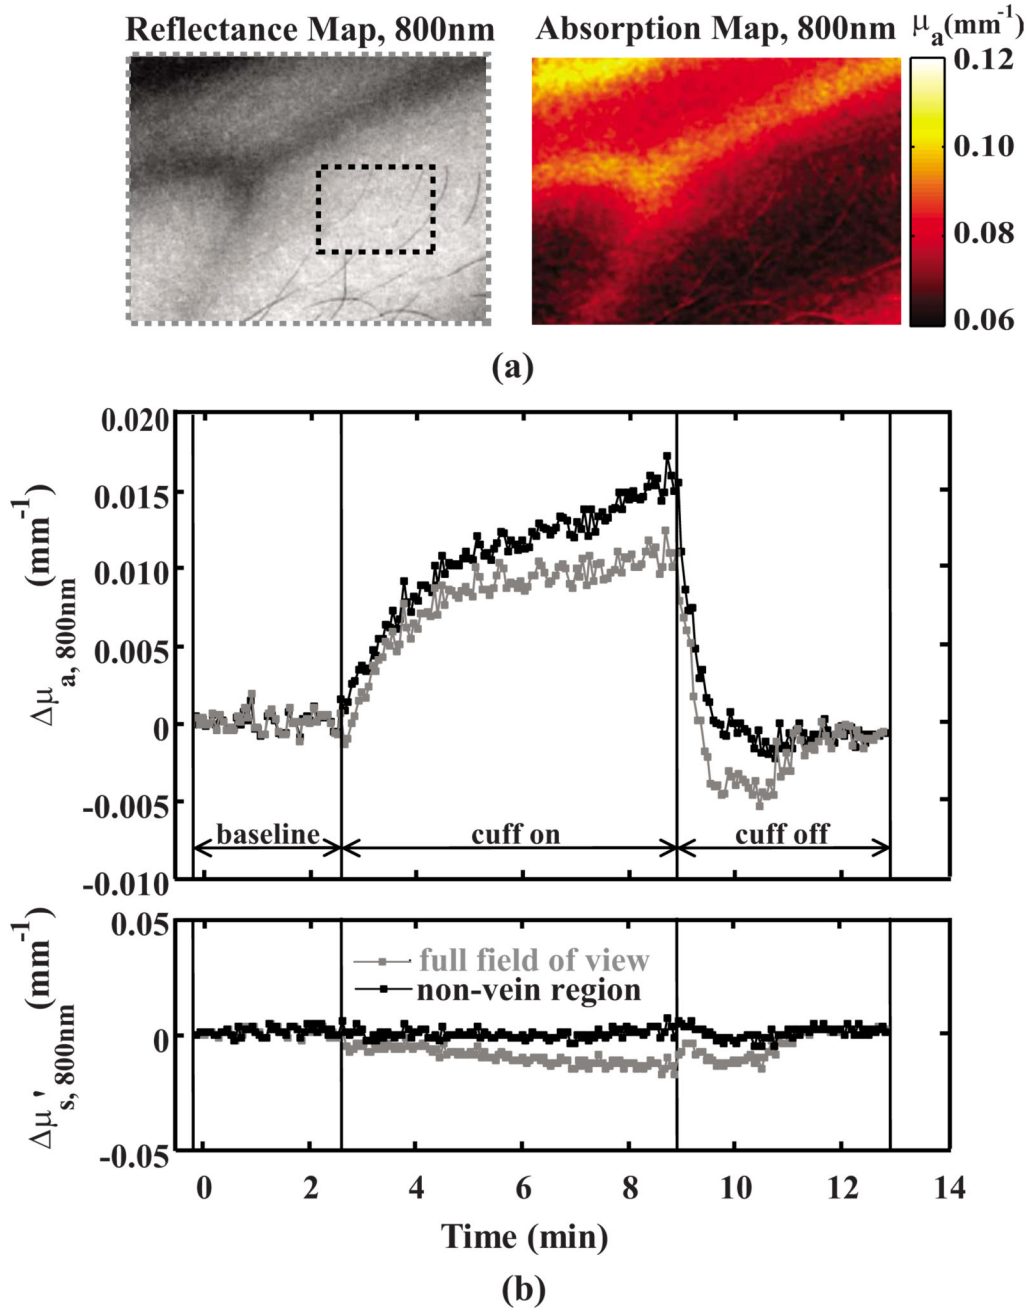 (a)
Reflectance Map, 800nm
Absorption Map, 800nm
μa(mm-1)
0.12
0.10
0.08
0.06
(a)
0.020
0.015
0.010
0.005
0
-0.005
-0.010
Δμa, 800nm (mm-1)
baseline
cuff on
cuff off
0.05
0
-0.05
Δμs,' 800nm (mm-1)
full field of view
non-vein region
0 2 4 6 8 10 12 14
Time (min)
(b)